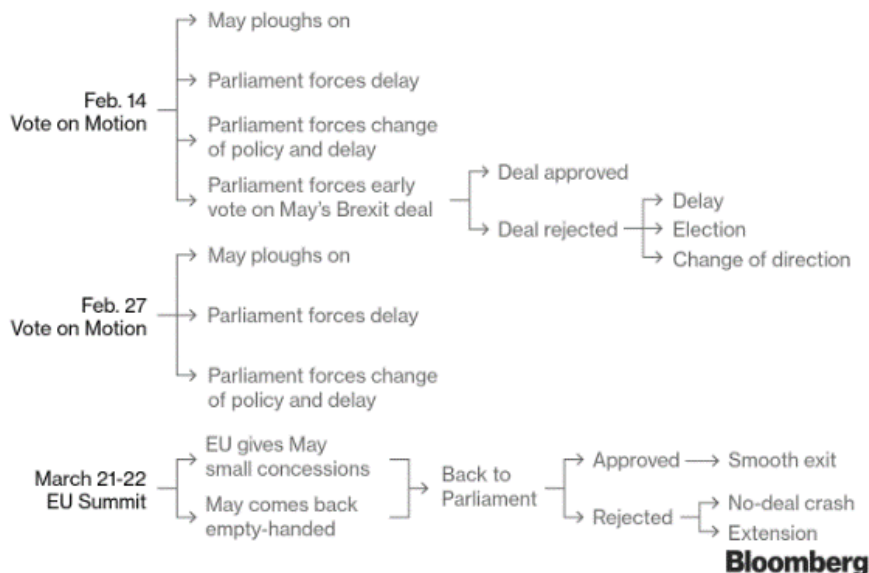 May ploughs on
Parliament forces delay
Feb. 14
Vote on Motion
Parliament forces change
of policy and delay
Parliament forces early
vote on May's Brexit deal
Deal approved
Deal rejected
Delay
Election
Change of direction
May ploughs on
Feb. 27
Vote on Motion
Parliament forces delay
Parliament forces change
of policy and delay
March 21-22
EU Summit
EU gives May
small concessions
May comes back
empty-handed
Back to
Parliament
Approved
Smooth exit
Rejected
No-deal crash
Extension
Bloomberg